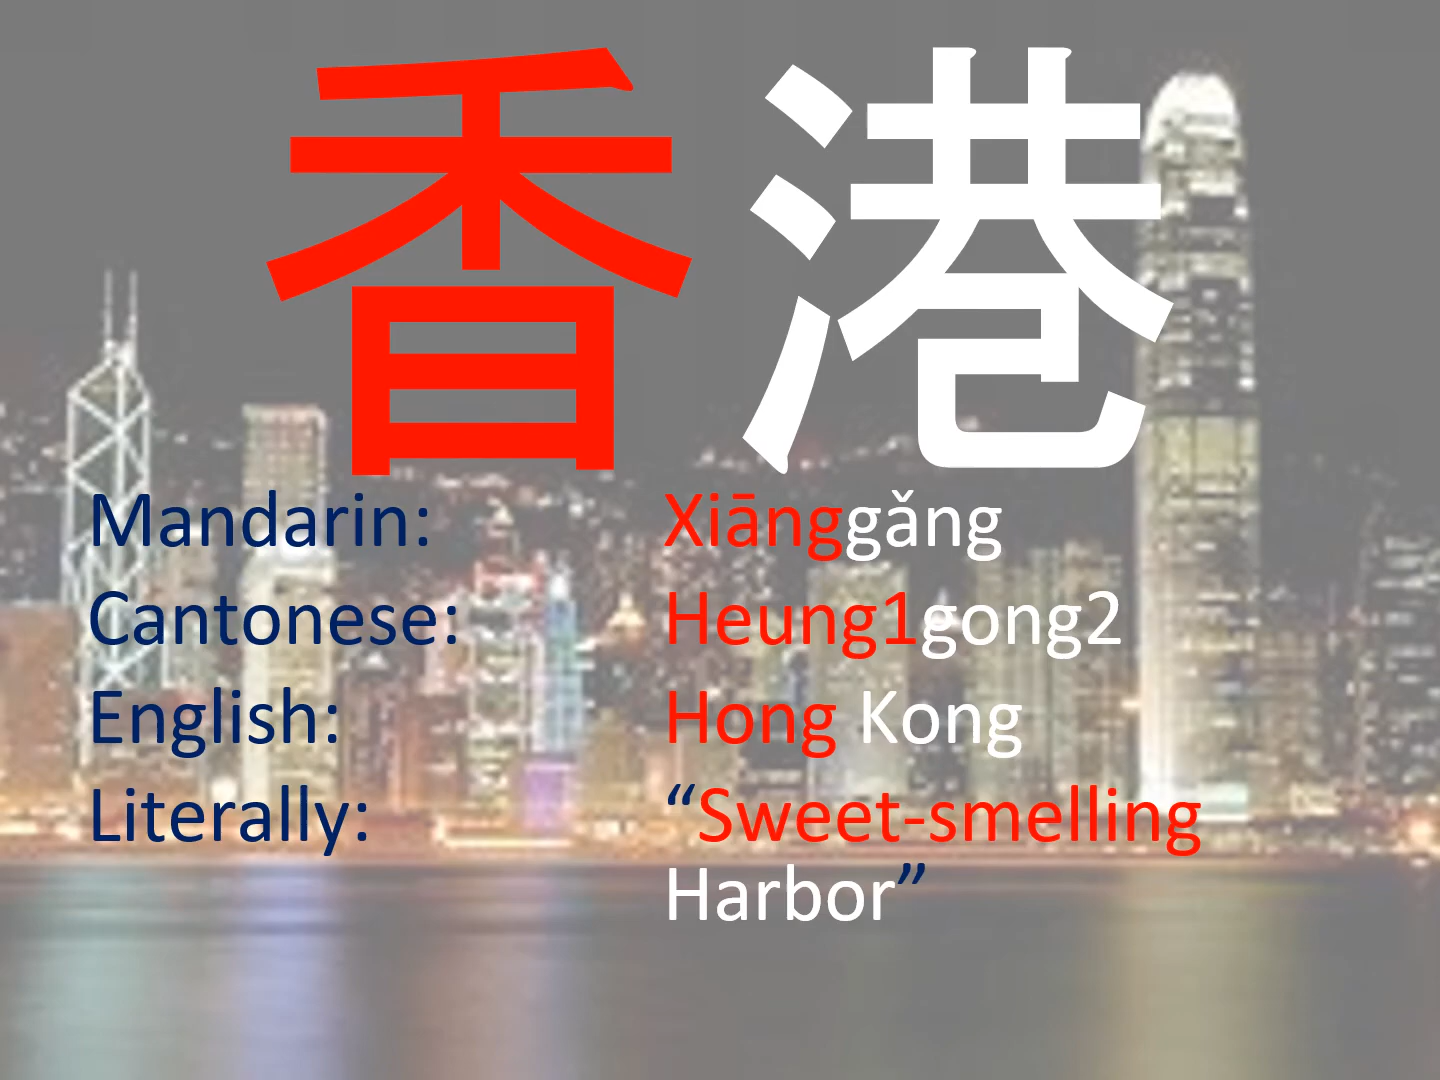 香港
Mandarin: Xiānggǎng
Cantonese: Heung1gong2
English: Hong Kong
Literally: “Sweet-smelling
Harbor”